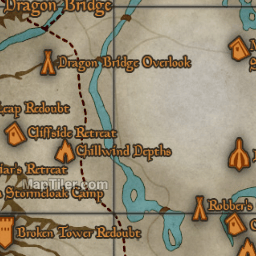 Dragon Bridge
Dragon Bridge Overlook
Leap Redoubt
Cliffside Retreat
Chillwind Depths
Retreat
MapTiler.com
Stormcloak Camp
Robber's
Broken Tower Redoubt